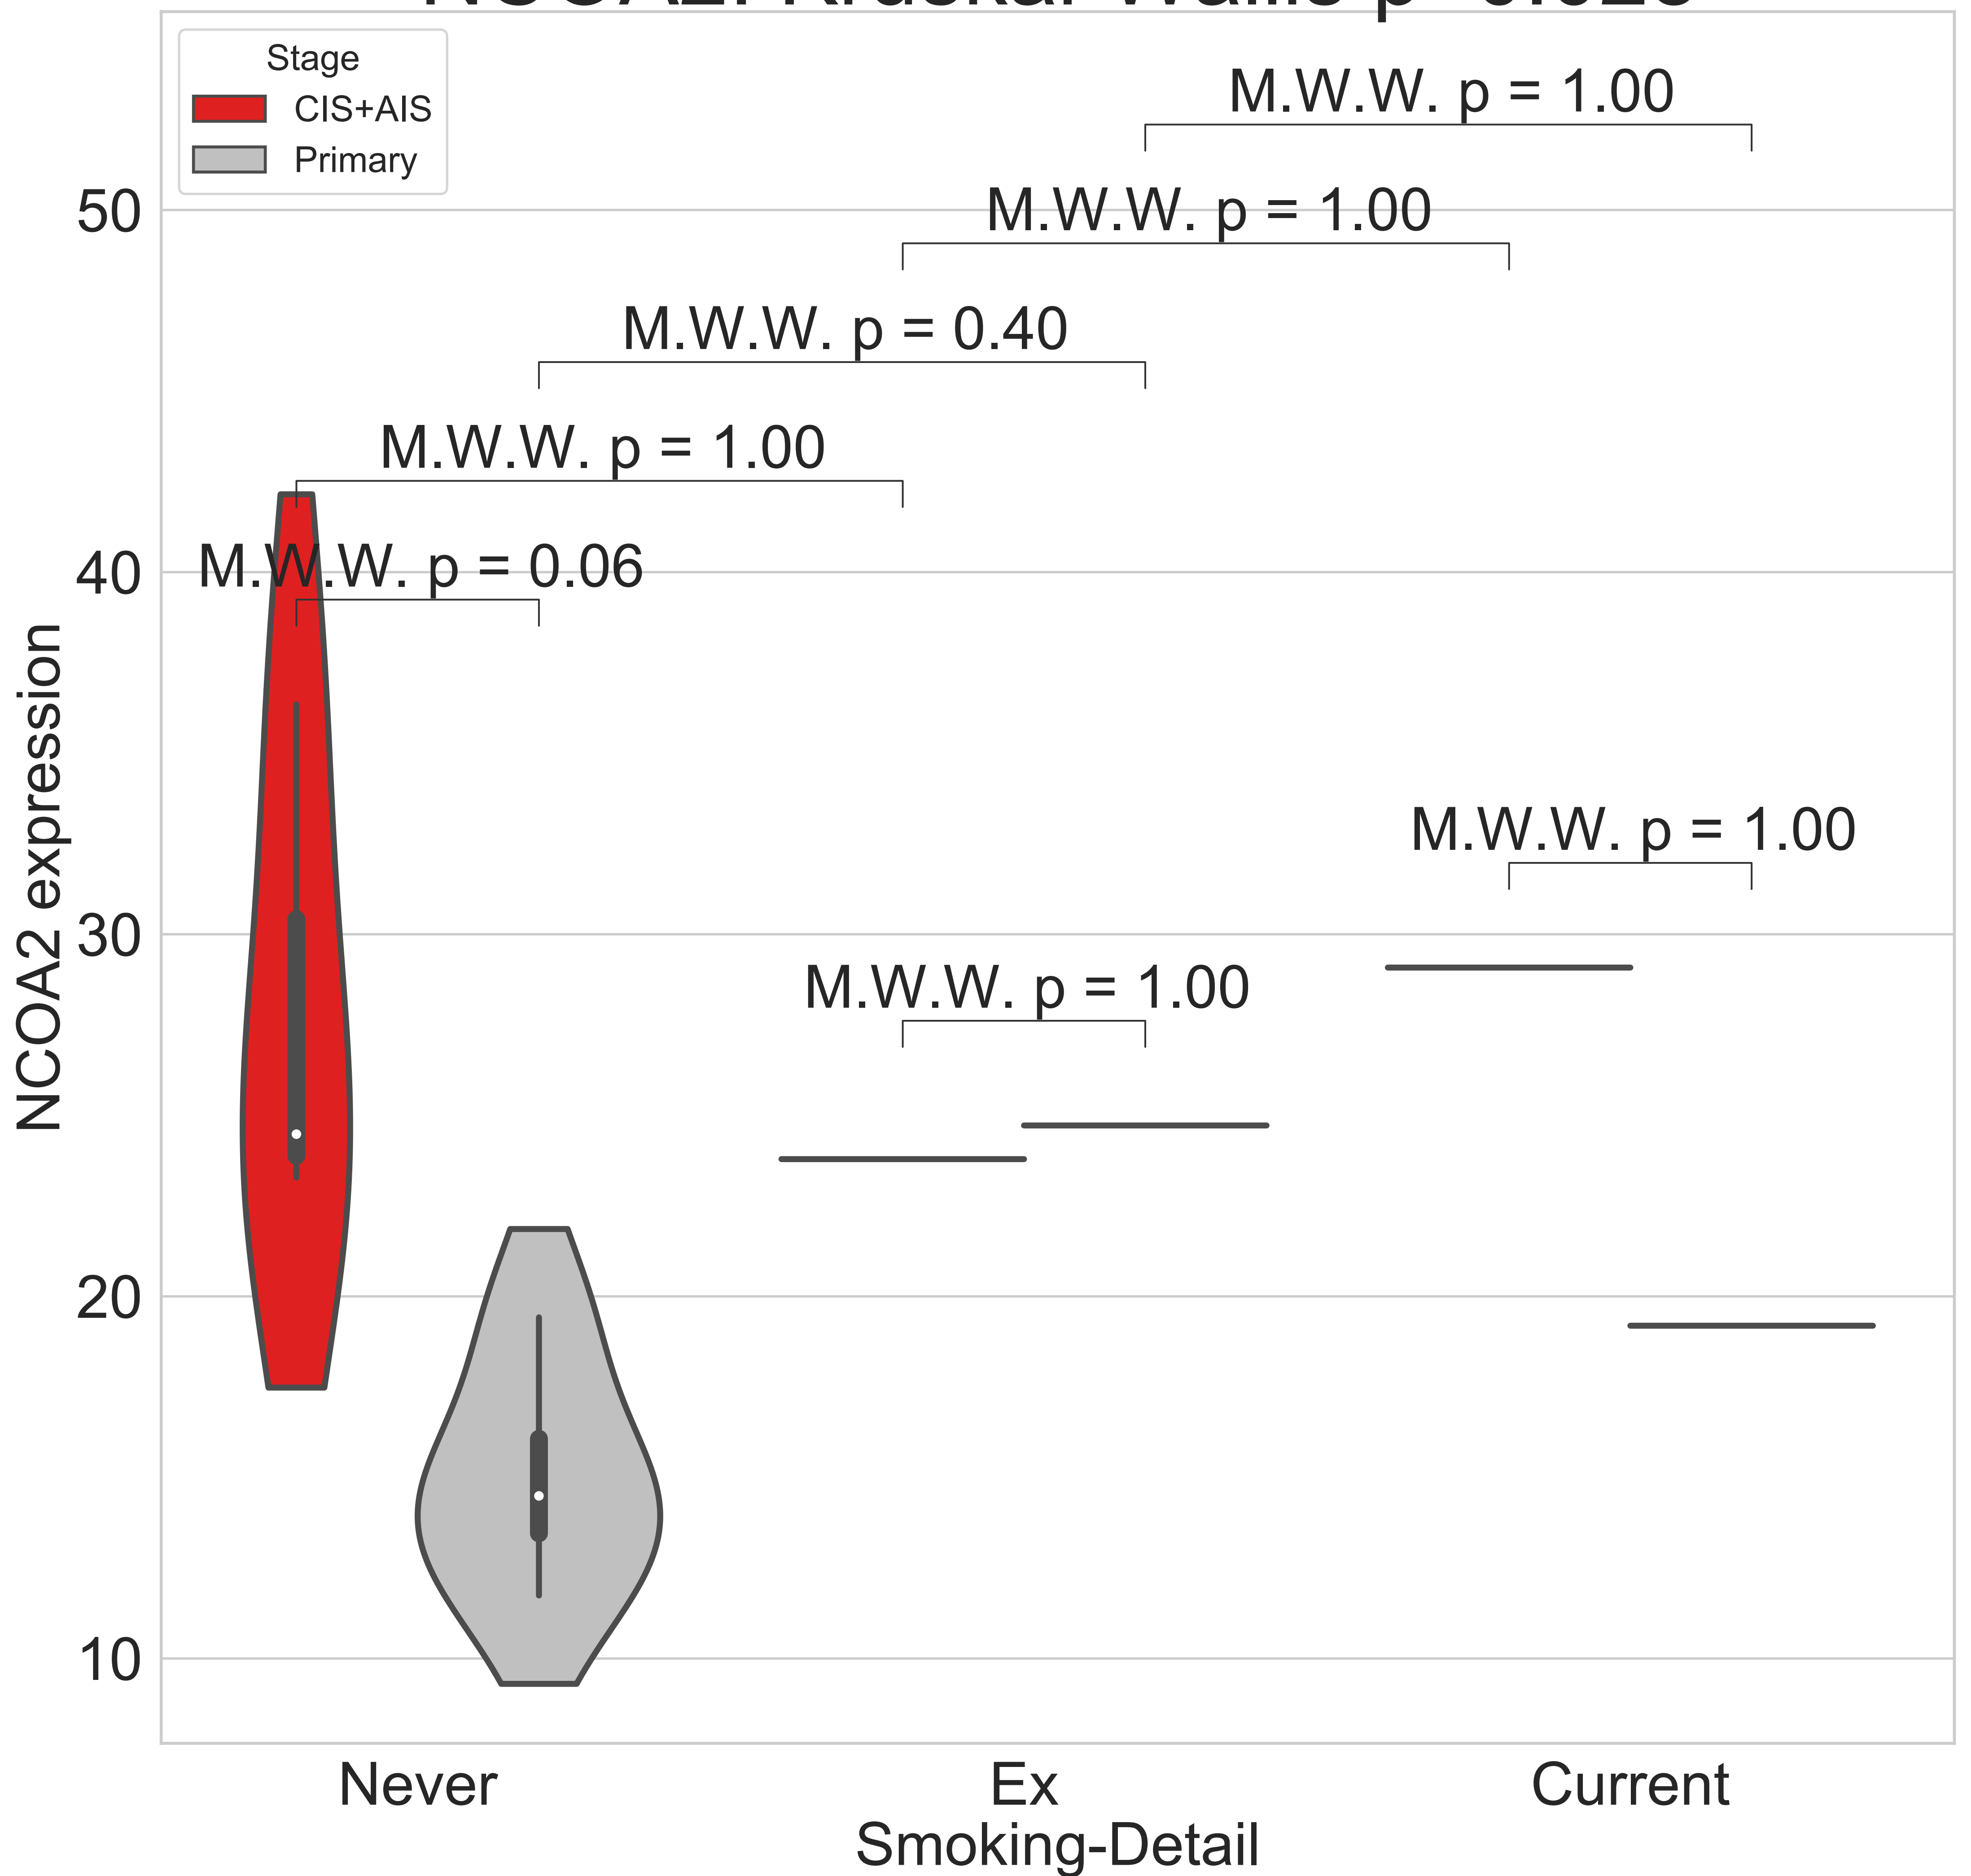 Stage
CIS+AIS
Primary
M.W.W. p = 1.00
M.W.W. p = 1.00
M.W.W. p = 0.40
M.W.W. p = 1.00
M.W.W. p = 0.06
M.W.W. p = 1.00
M.W.W. p = 1.00
50
40
30
20
10
NCOA2 expression
Never
Ex
Current
Smoking-Detail